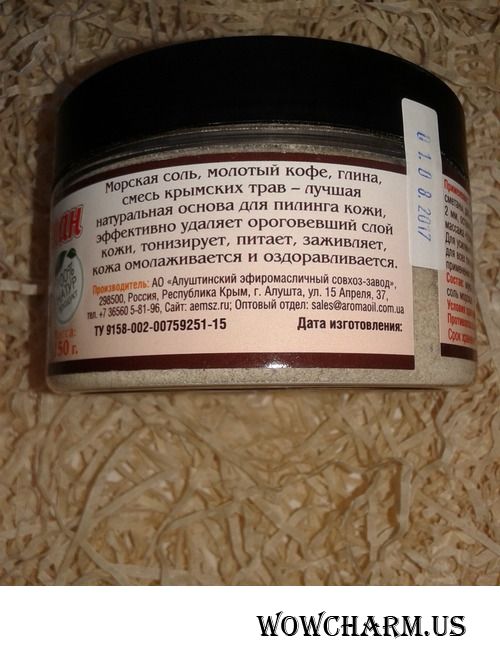 Морская соль, молотый кофе, глина,
смесь крымских трав – лучшая
натуральная основа для пилинга кожи,
эффективно удаляет ороговевший слой
кожи, тонизирует, питает, заживляет,
кожа омолаживается и оздоравливается.
Производитель: АО «Алуштинский эфиромасличный совхоз-завод»,
298500, Россия, Республика Крым, г. Алушта, ул. 15 Апреля, 37,
тел. +7 36560 5-81-96, Сайт: aemsz.ru; Оптовый отдел: sales@aromaoil.com.ua
ТУ 9158-002-00759251-15 Дата изготовления:
01.08.2017
50 г.
WOWCHARM.US